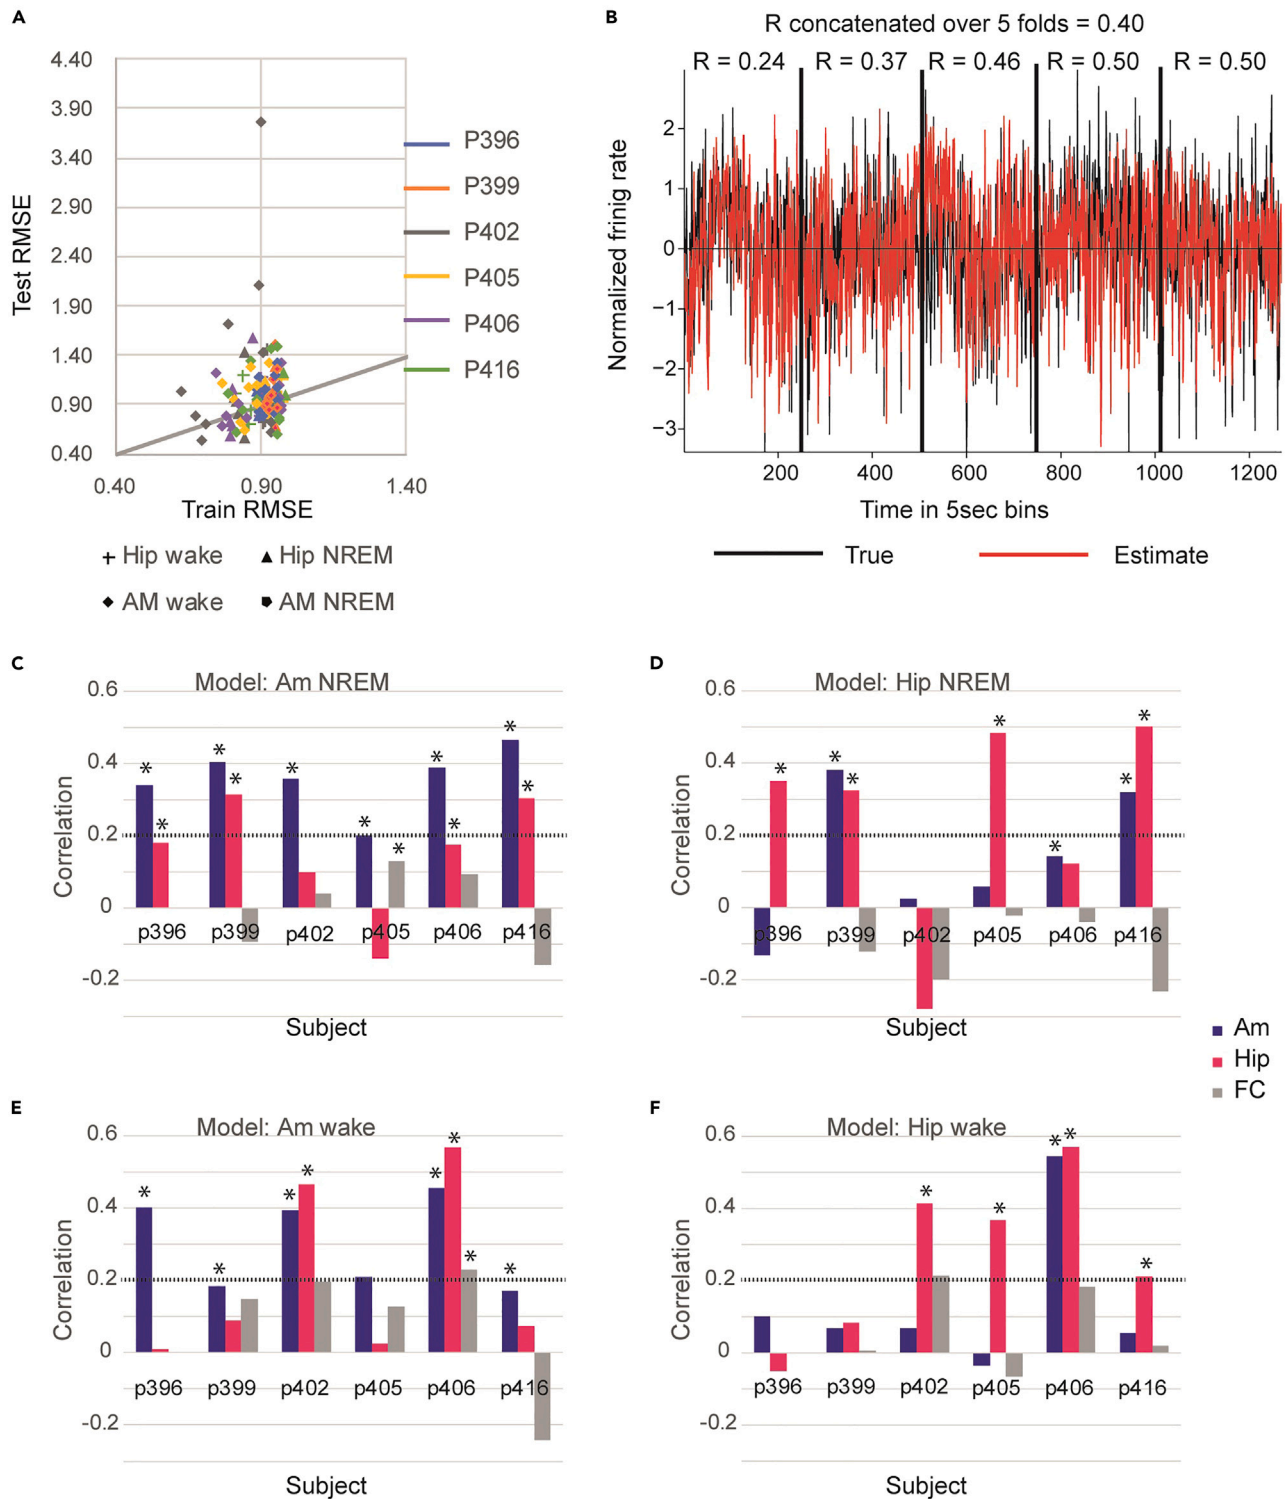 A
4.40
3.90
3.40
2.90
2.40
1.90
1.40
0.90
0.40
Test RMSE
0.40 0.90 1.40
Train RMSE
P396
P399
P402
P405
P406
P416
+ Hip wake ▲ Hip NREM
◆ AM wake AM NREM
B
R concatenated over 5 folds = 0.40
R = 0.24 R = 0.37 R = 0.46 R = 0.50 R = 0.50
Normalized frinig rate
2
1
0
−1
−2
−3
200 400 600 800 1000 1200
Time in 5sec bins
True Estimate
C
Model: Am NREM
0.6
0.4
0.2
0
-0.2
Correlation
* * * * * * * * * *
p396 p399 p402 p405 p406 p416
Subject
D
Model: Hip NREM
0.6
0.4
0.2
0
-0.2
Correlation
* * * * * * *
p396 p399 p402 p405 p406 p416
Subject
Am
Hip
FC
E
Model: Am wake
0.6
0.4
0.2
0
-0.2
Correlation
* * * * * * * *
p396 p399 p402 p405 p406 p416
Subject
F
Model: Hip wake
0.6
0.4
0.2
0
-0.2
Correlation
* * * * *
p396 p399 p402 p405 p406 p416
Subject